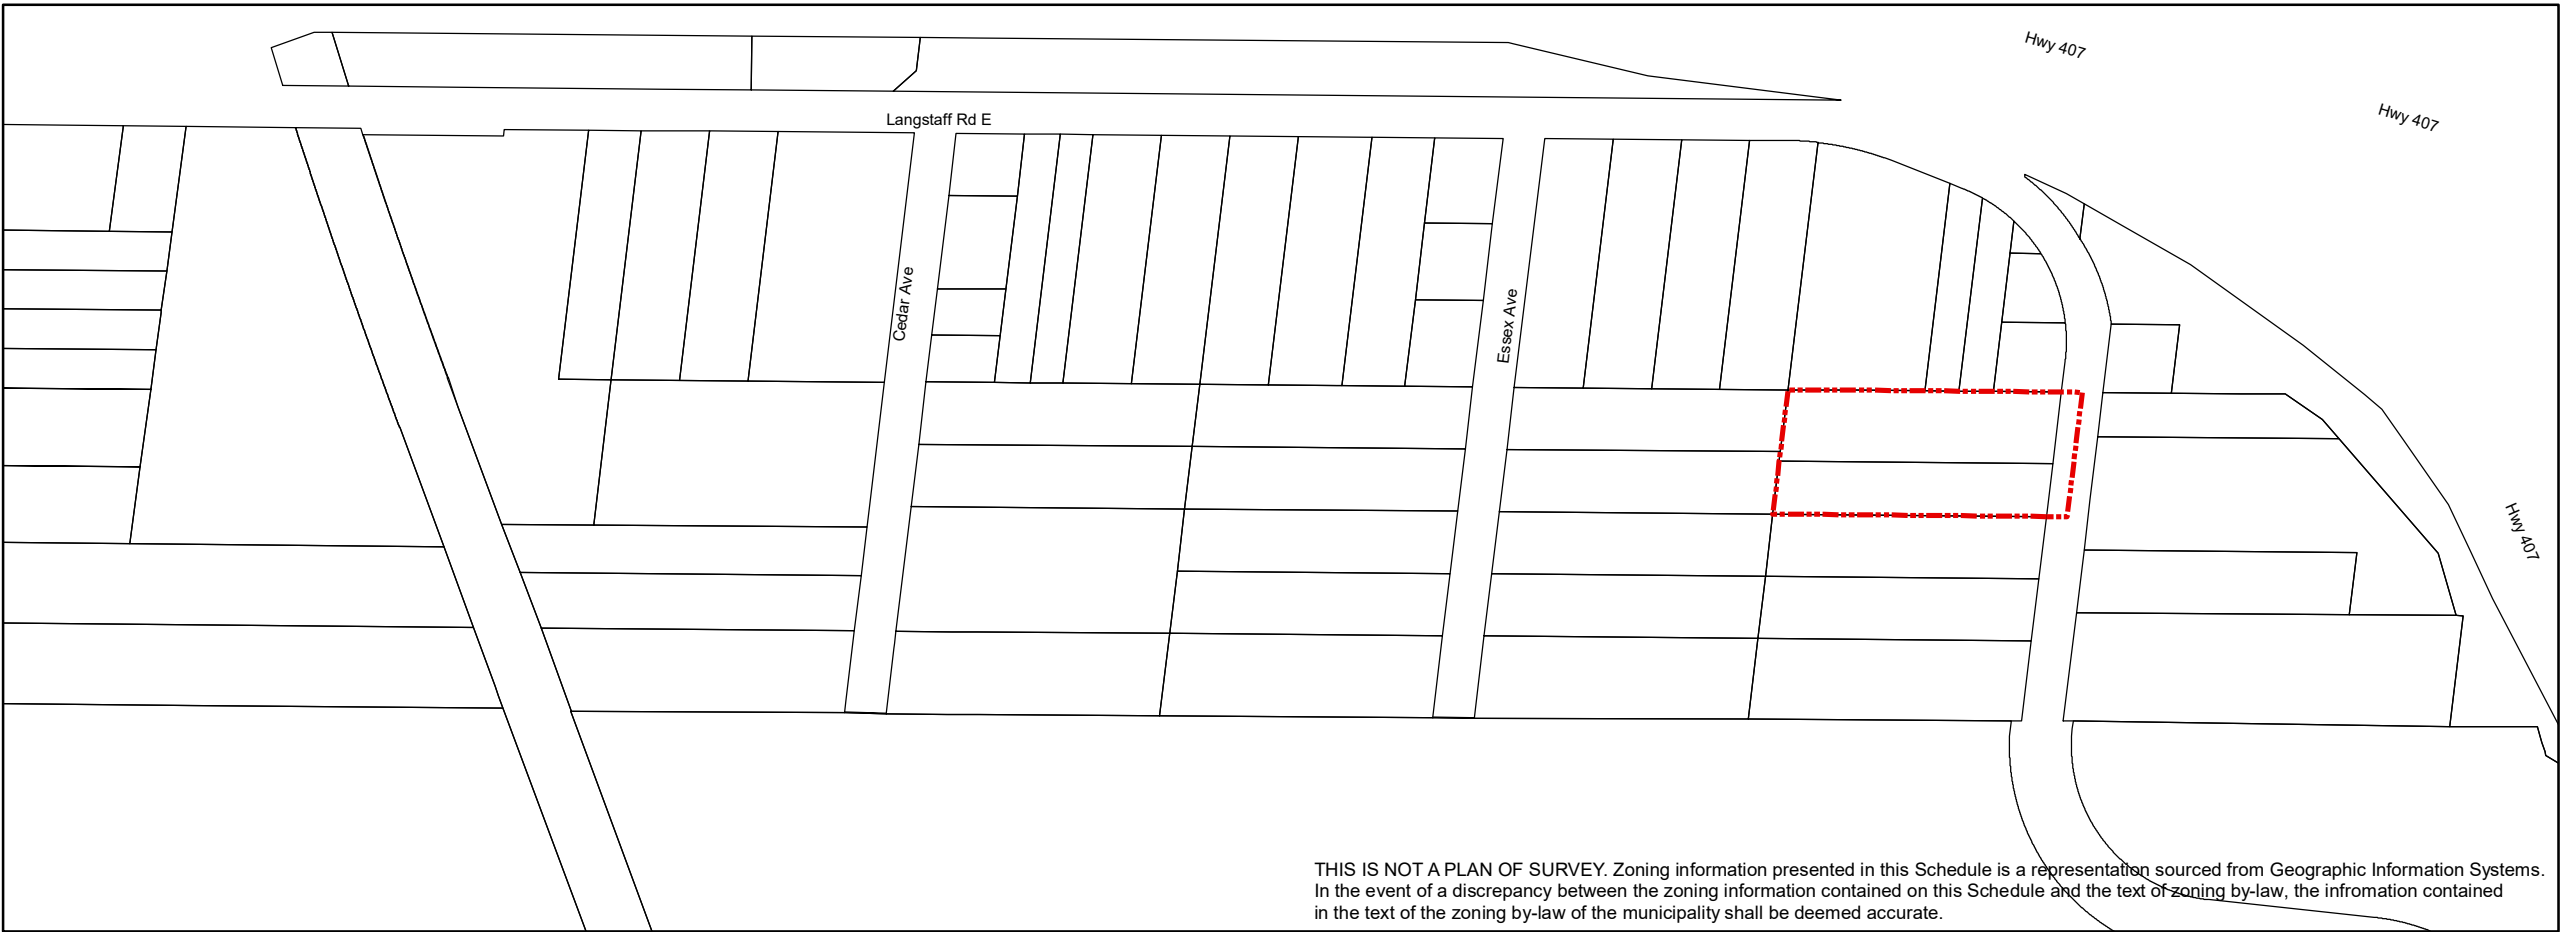 Hwy 407
Hwy 407
Langstaff Rd E
Cedar Ave
Essex Ave
Hwy 407
THIS IS NOT A PLAN OF SURVEY. Zoning information presented in this Schedule is a representation sourced from Geographic Information Systems.
In the event of a discrepancy between the zoning information contained on this Schedule and the text of zoning by-law, the infromation contained
in the text of the zoning by-law of the municipality shall be deemed accurate.